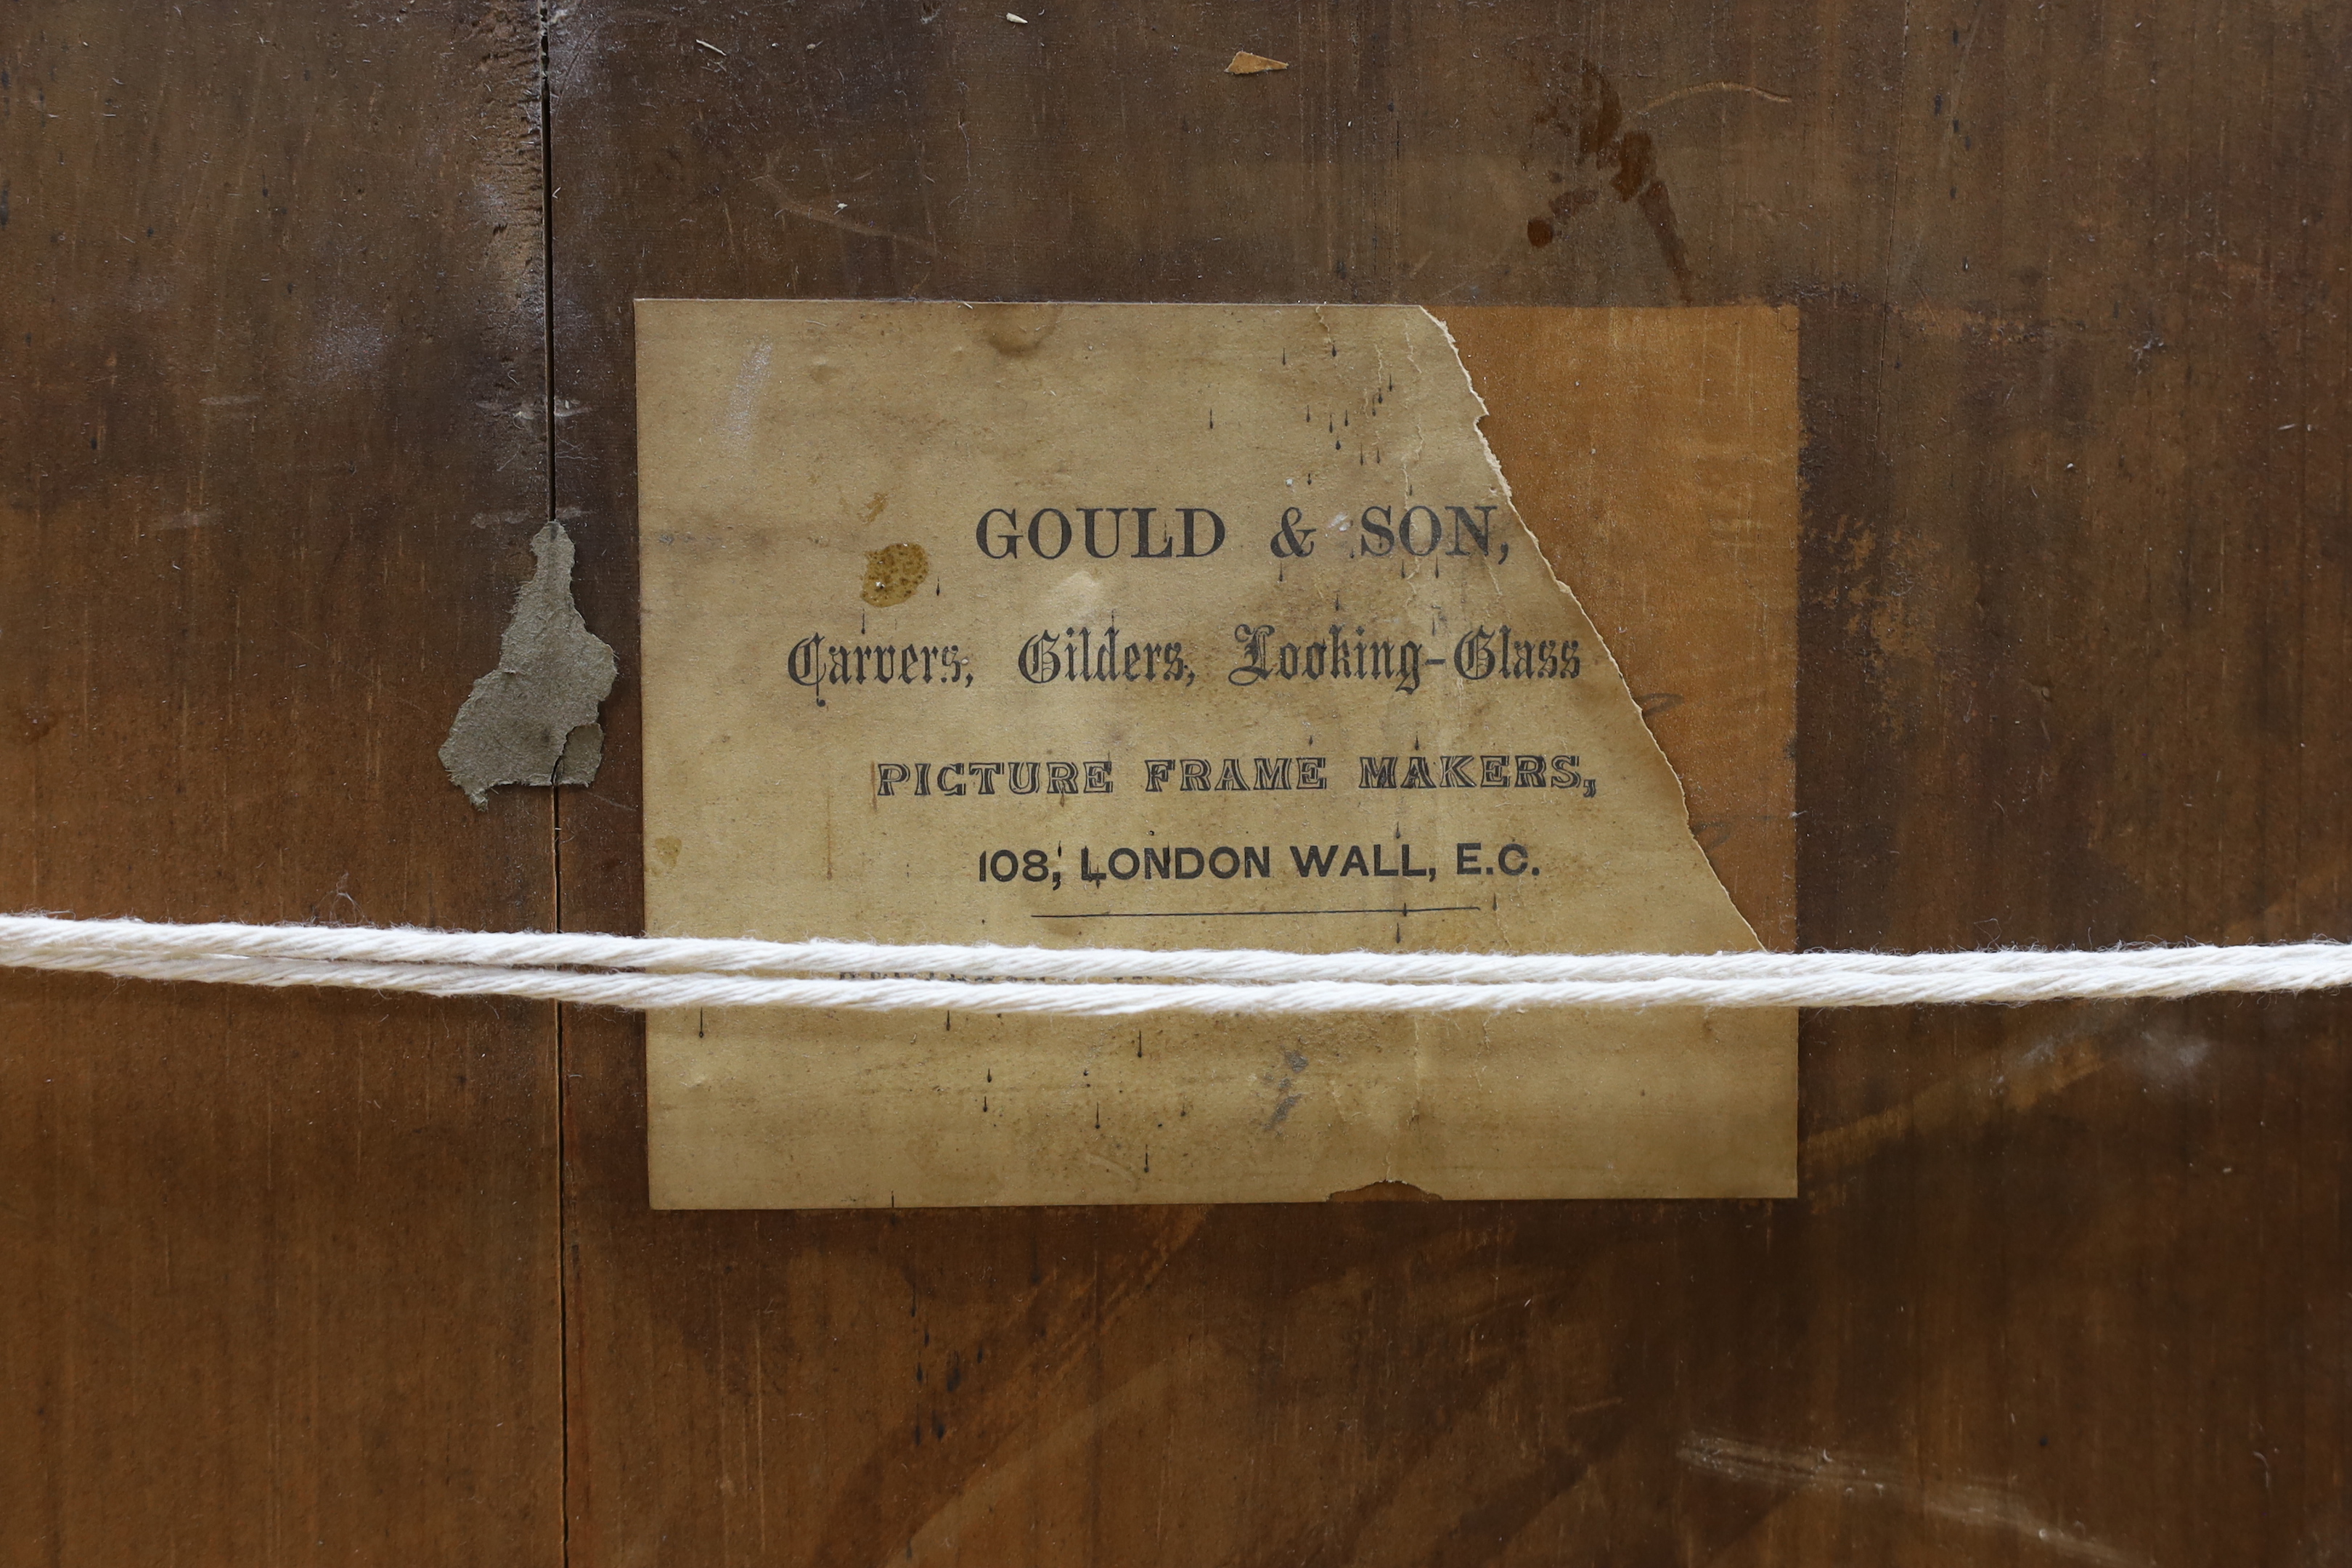 GOULD & SON,
Carvers, Gilders, Looking-Glass
PICTURE FRAME MAKERS,
108, LONDON WALL, E.C.